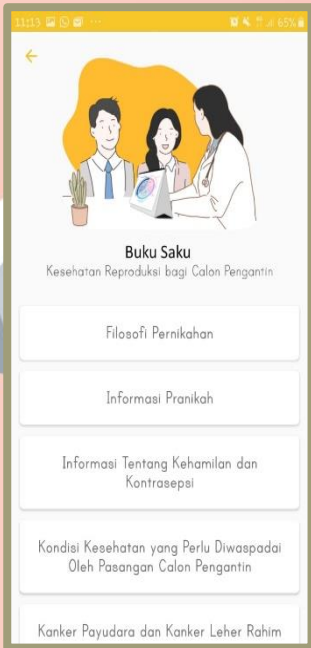 11:13
65%
Buku Saku
Kesehatan Reproduksi bagi Calon Pengantin
Filosofi Pernikahan
Informasi Pranikah
Informasi Tentang Kehamilan dan
Kontrasepsi
Kondisi Kesehatan yang Perlu Diwaspadai
Oleh Pasangan Calon Pengantin
Kanker Payudara dan Kanker Leher Rahim